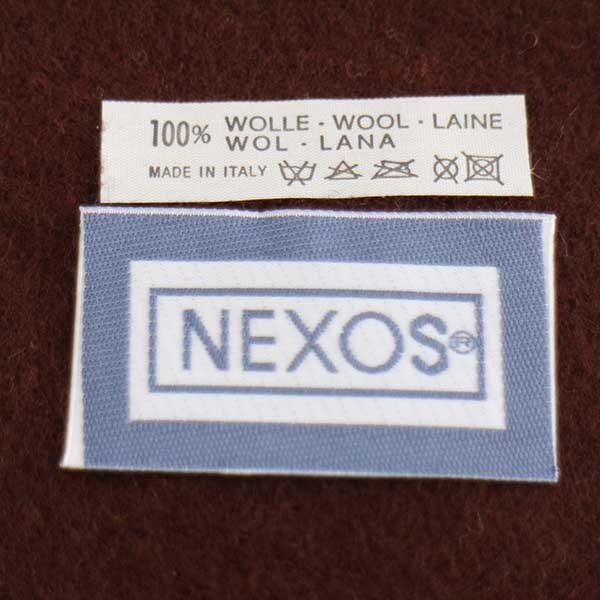 100% WOLLE · WOOL · LAINE
WOL · LANA
MADE IN ITALY
NEXOS®